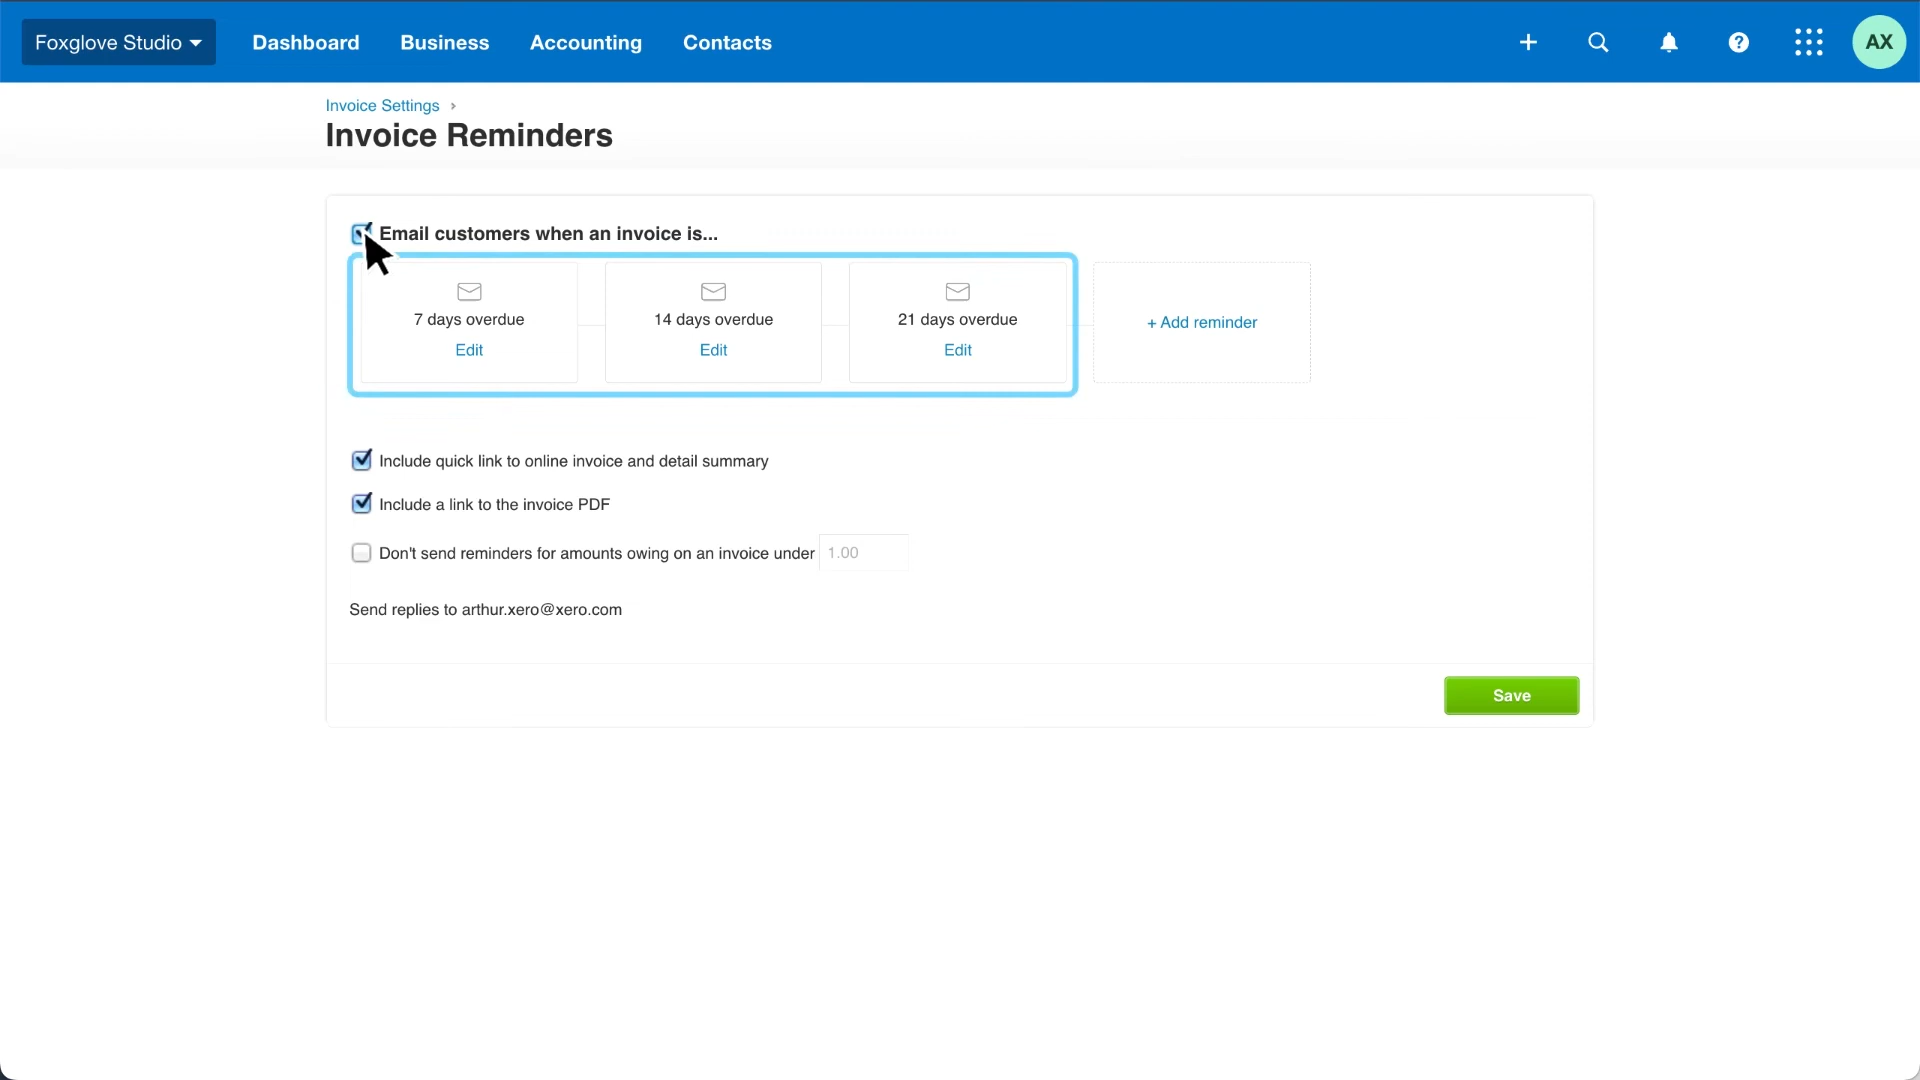 Foxglove Studio
Dashboard
Business
Accounting
Contacts
AX
Invoice Settings
Invoice Reminders
Email customers when an invoice is...
7 days overdue
Edit
14 days overdue
Edit
21 days overdue
Edit
+ Add reminder
Include quick link to online invoice and detail summary
Include a link to the invoice PDF
Don't send reminders for amounts owing on an invoice under 1.00
Send replies to arthur.xero@xero.com
Save